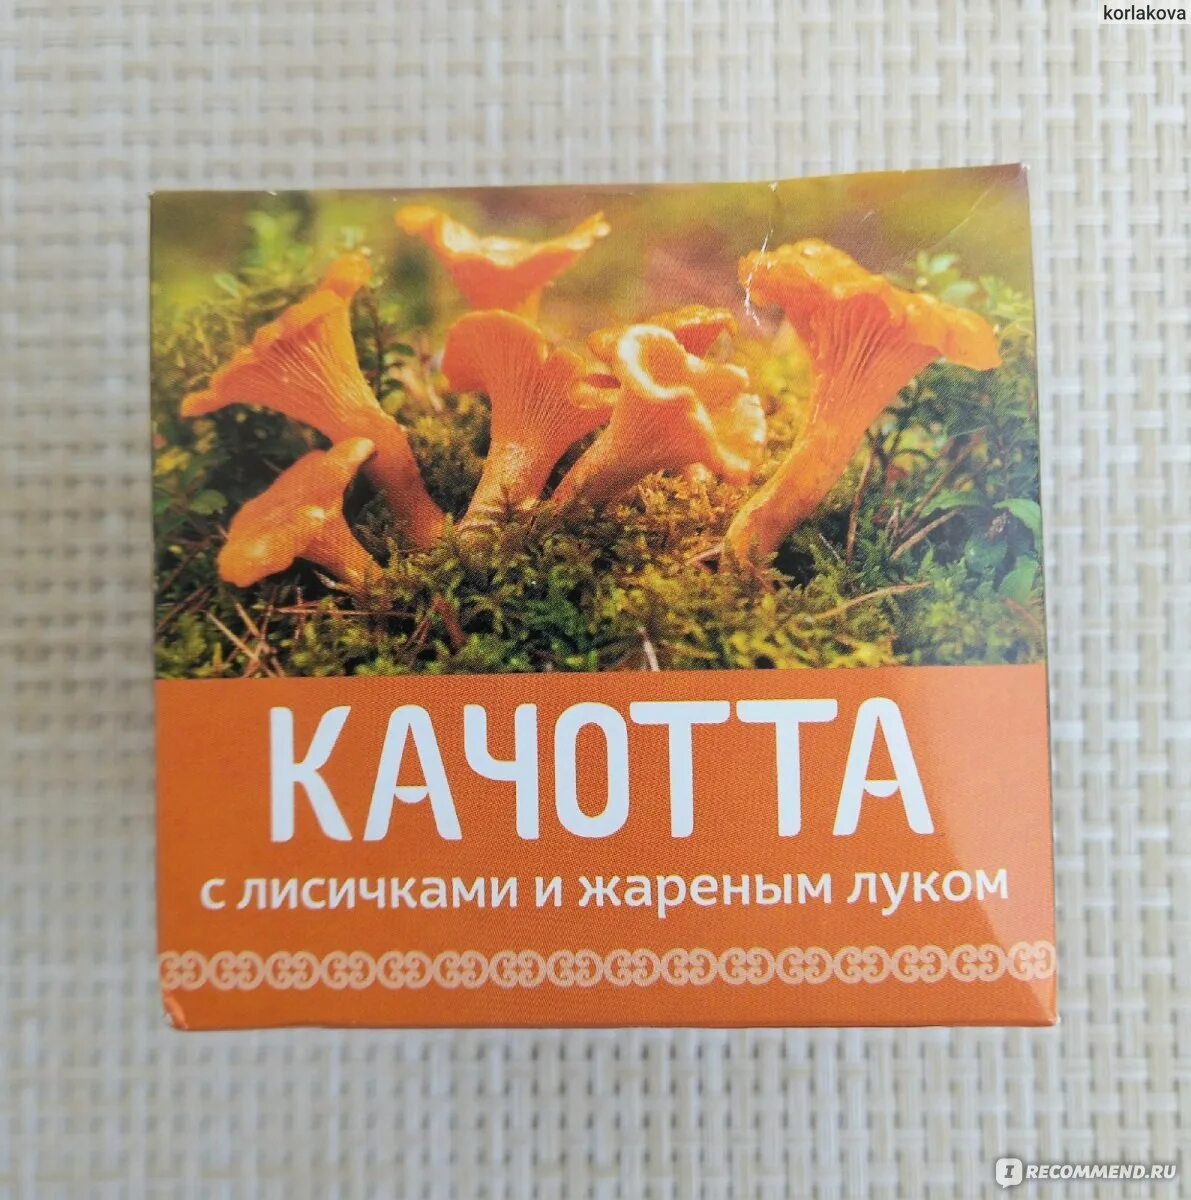 korlakova
КАЧОТТА
с лисичками и жареным луком
I RECOMMEND.RU